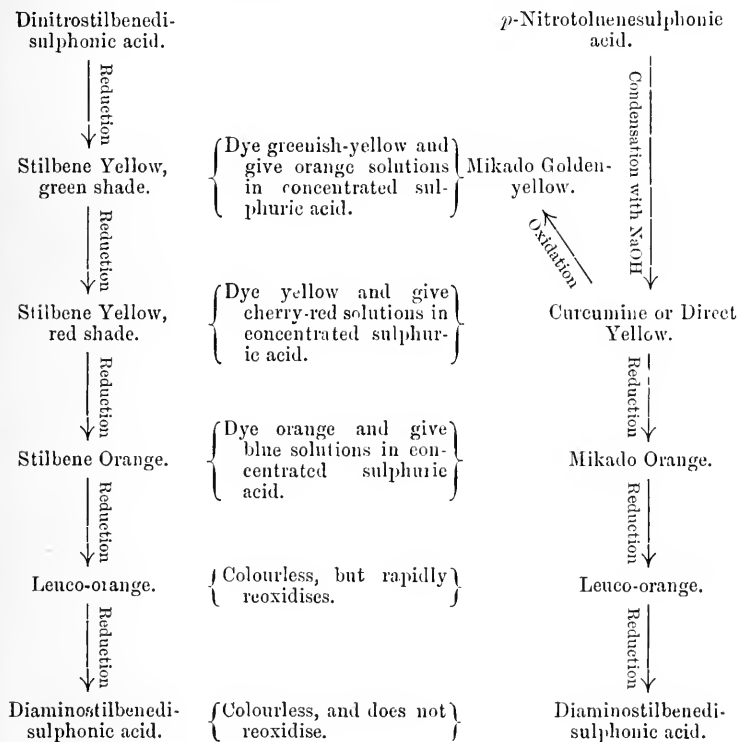 Dinitrostilbenedi-
sulphonic acid.
p-Nitrotoluenesulphonic
acid.
Reduction
Condensation with NaOH
Stilbene Yellow,
green shade.
Dye greenish-yellow and
give orange solutions
in concentrated sul-
phuric acid.
Mikado Golden-
yellow.
Reduction
Oxidation
Stilbene Yellow,
red shade.
Dye yellow and give
cherry-red solutions in
concentrated sulphur-
ic acid.
Curcumine or Direct
Yellow.
Reduction
Reduction
Stilbene Orange.
Dye orange and give
blue solutions in con-
centrated sulphuric
acid.
Mikado Orange.
Reduction
Reduction
Leuco-orange.
Colourless, but rapidly
reoxidises.
Leuco-orange.
Reduction
Reduction
Diaminostilbenedi-
sulphonic acid.
Colourless, and does not
reoxidise.
Diaminostilbenedi-
sulphonic acid.